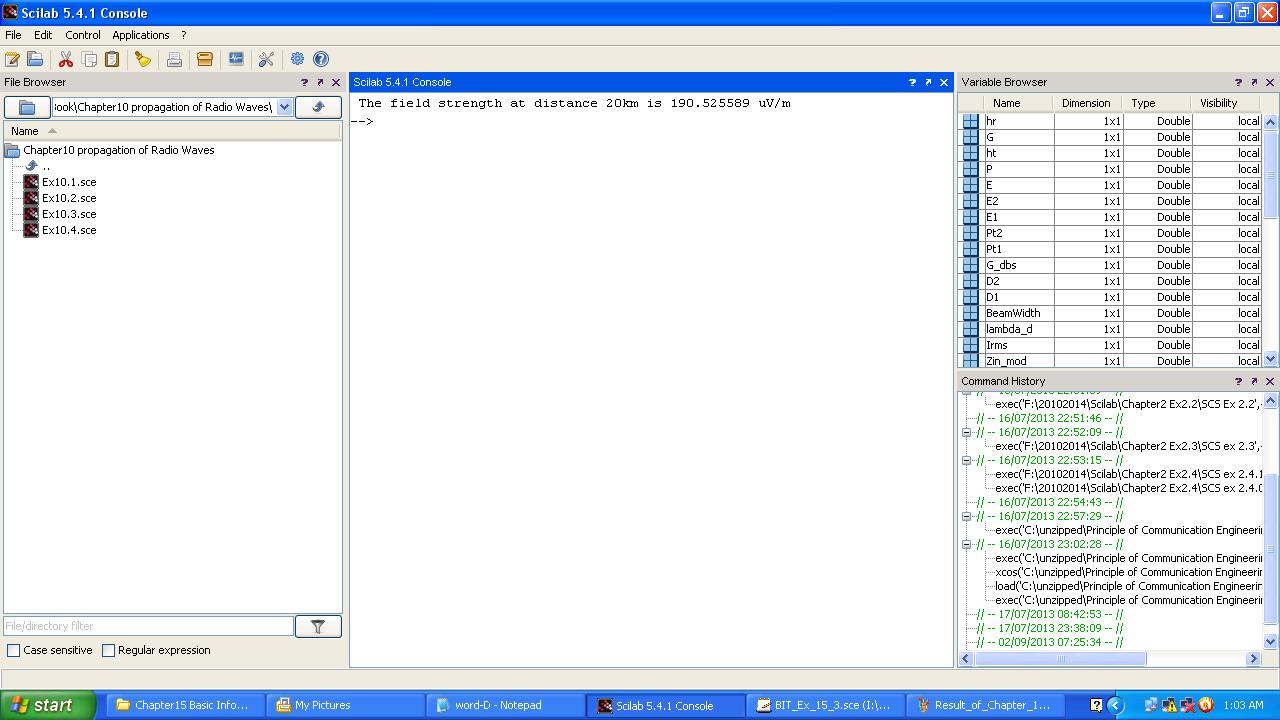 Scilab 5.4.1 Console
File Edit Control Applications ?
File Browser
ook\Chapter10 propagation of Radio Waves\
Name
Chapter10 propagation of Radio Waves
..
Ex10.1.sce
Ex10.2.sce
Ex10.3.sce
Ex10.4.sce
File/directory filter
Case sensitive Regular expression
Scilab 5.4.1 Console
The field strength at distance 20km is 190.525589 uV/m
-->
Variable Browser
Name Dimension Type Visibility
hr 1x1 Double local
G 1x1 Double local
ht 1x1 Double local
P 1x1 Double local
E 1x1 Double local
E2 1x1 Double local
E1 1x1 Double local
Pt2 1x1 Double local
Pt1 1x1 Double local
G_dbs 1x1 Double local
D2 1x1 Double local
D1 1x1 Double local
BeamWidth 1x1 Double local
lambda_d 1x1 Double local
Irms 1x1 Double local
Zin_mod 1x1 Double local
Command History
exec('F:\20102014\Scilab\Chapter2 Ex2.2\SCS Ex 2.2',
// -- 16/07/2013 22:51:46 -- //
// -- 16/07/2013 22:52:09 -- //
exec('F:\20102014\Scilab\Chapter2 Ex2.3\SCS ex 2.3',
// -- 16/07/2013 22:53:15 -- //
exec('F:\20102014\Scilab\Chapter2 Ex2.4\SCS ex 2.4.1
exec('F:\20102014\Scilab\Chapter2 Ex2.4\SCS ex 2.4.
// -- 16/07/2013 22:54:43 -- //
// -- 16/07/2013 22:57:29 -- //
exec('C:\unzipped\Principle of Communication Engineerin
// -- 16/07/2013 23:02:28 -- //
exec('C:\unzipped\Principle of Communication Engineerin
xcos('C:\unzipped\Principle of Communication Engineerin
load('C:\unzipped\Principle of Communication Engineerin
exec('C:\unzipped\Principle of Communication Engineerin
// -- 17/07/2013 08:42:53 -- //
// -- 17/07/2013 23:38:09 -- //
// -- 02/09/2013 07:25:34 -- //
start
Chapter15 Basic Info...
My Pictures
word-D - Notepad
Scilab 5.4.1 Console
BIT_Ex_15_3.sce (I:\...
Result_of_Chapter_1...
1:03 AM